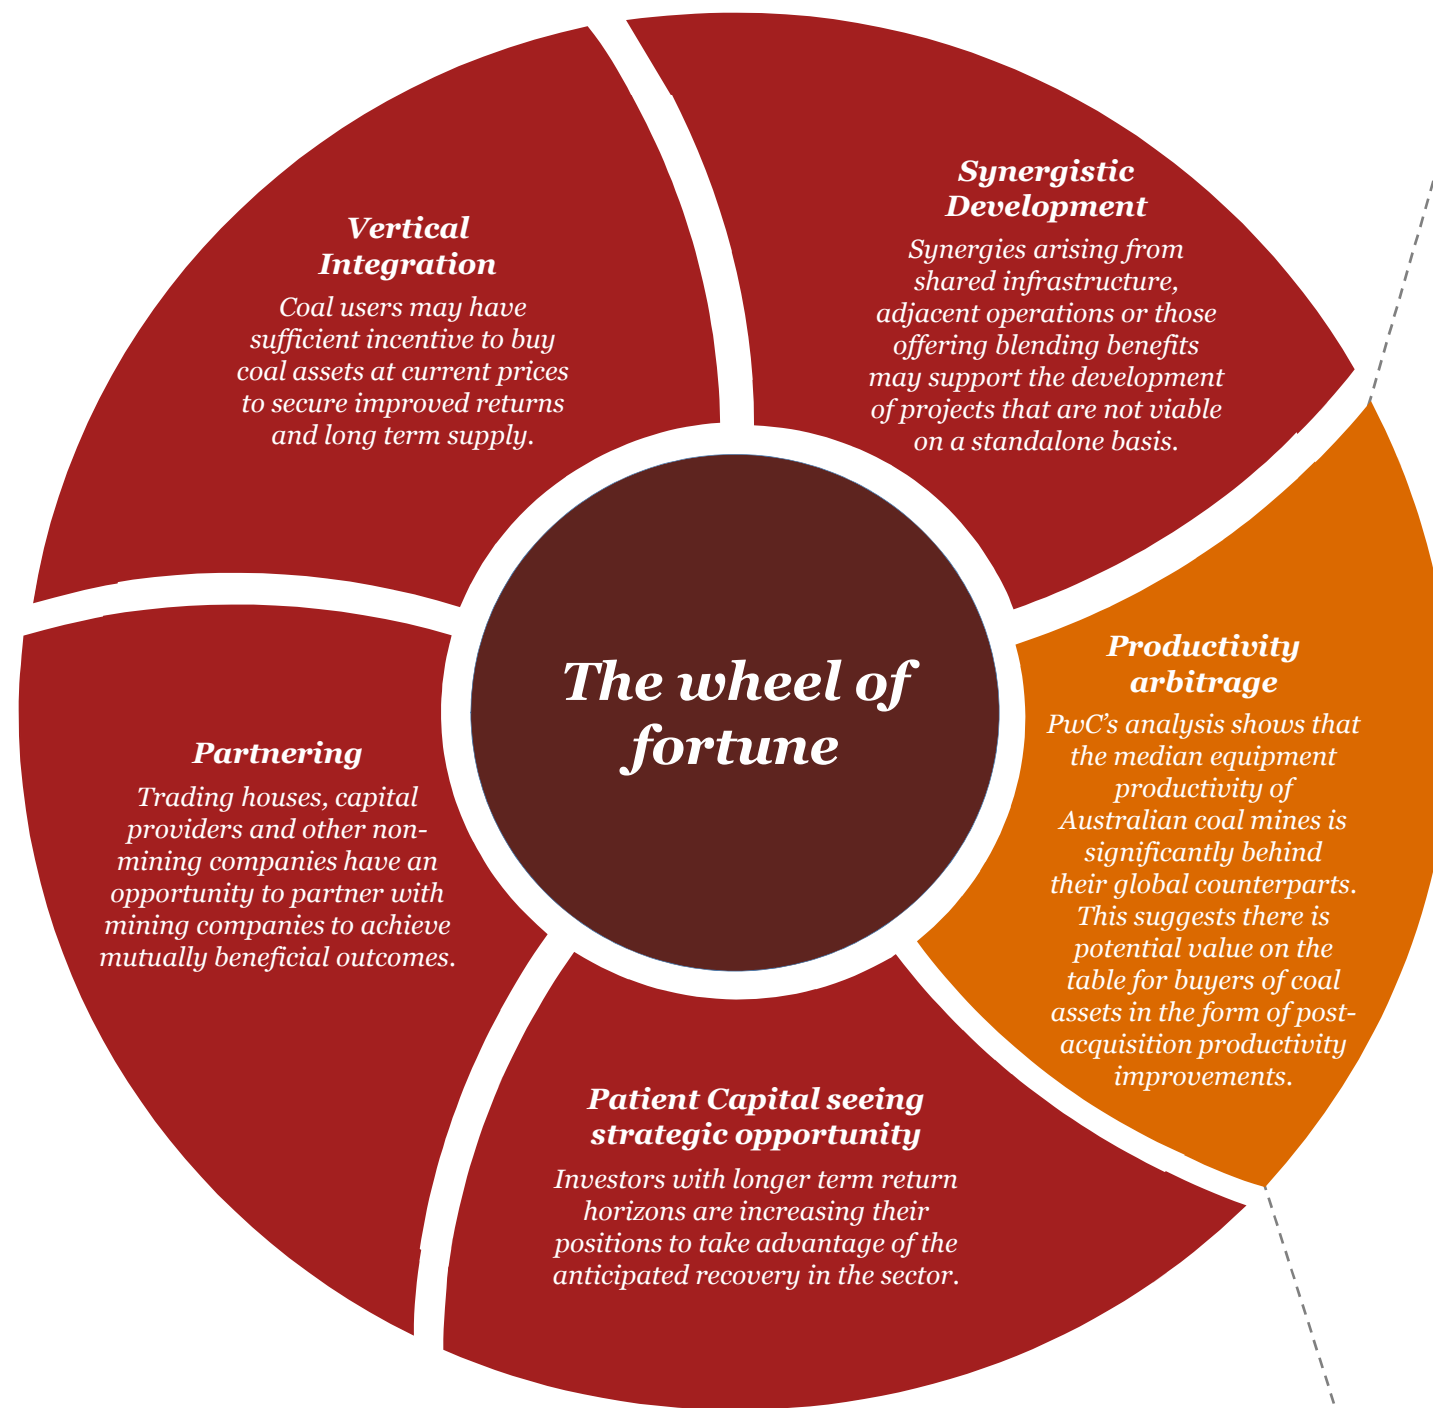 Vertical
Integration
Coal users may have
sufficient incentive to buy
coal assets at current prices
to secure improved returns
and long term supply.
Synergistic
Development
Synergies arising from
shared infrastructure,
adjacent operations or those
offering blending benefits
may support the development
of projects that are not viable
on a standalone basis.
The wheel of
fortune
Productivity
arbitrage
PwC's analysis shows that
the median equipment
productivity of
Australian coal mines is
significantly behind
their global counterparts.
This suggests there is
potential value on the
table for buyers of coal
assets in the form of post-
acquisition productivity
improvements.
Partnering
Trading houses, capital
providers and other non-
mining companies have an
opportunity to partner with
mining companies to achieve
mutually beneficial outcomes.
Patient Capital seeing
strategic opportunity
Investors with longer term return
horizons are increasing their
positions to take advantage of the
anticipated recovery in the sector.